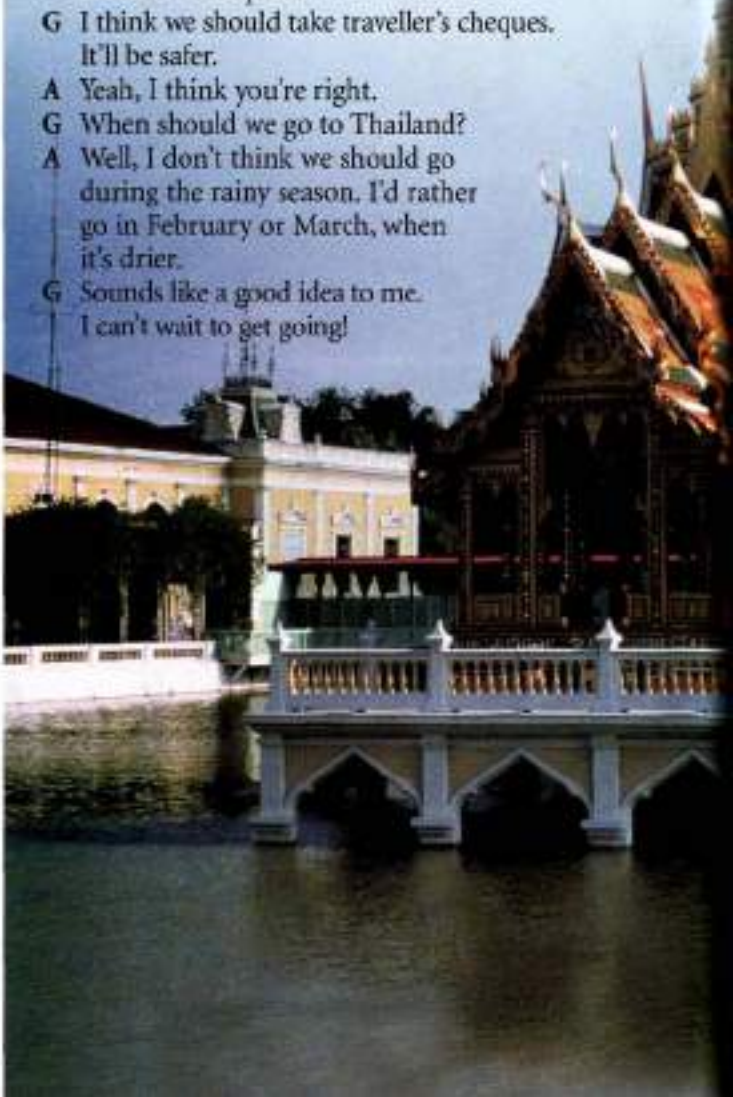 G I think we should take traveller's cheques.
It'll be safer.
A Yeah, I think you're right.
G When should we go to Thailand?
A Well, I don't think we should go
during the rainy season. I'd rather
go in February or March, when
it's drier.
G Sounds like a good idea to me.
I can't wait to get going!